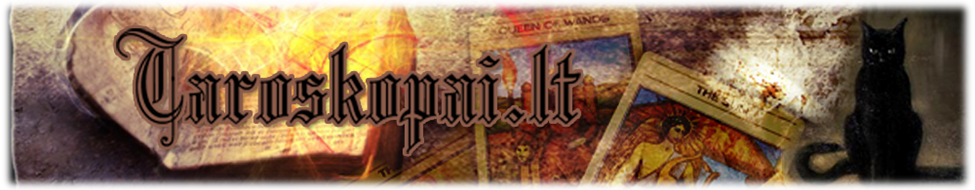 QUEEN OF WANDS
Taroskopai.lt
THE